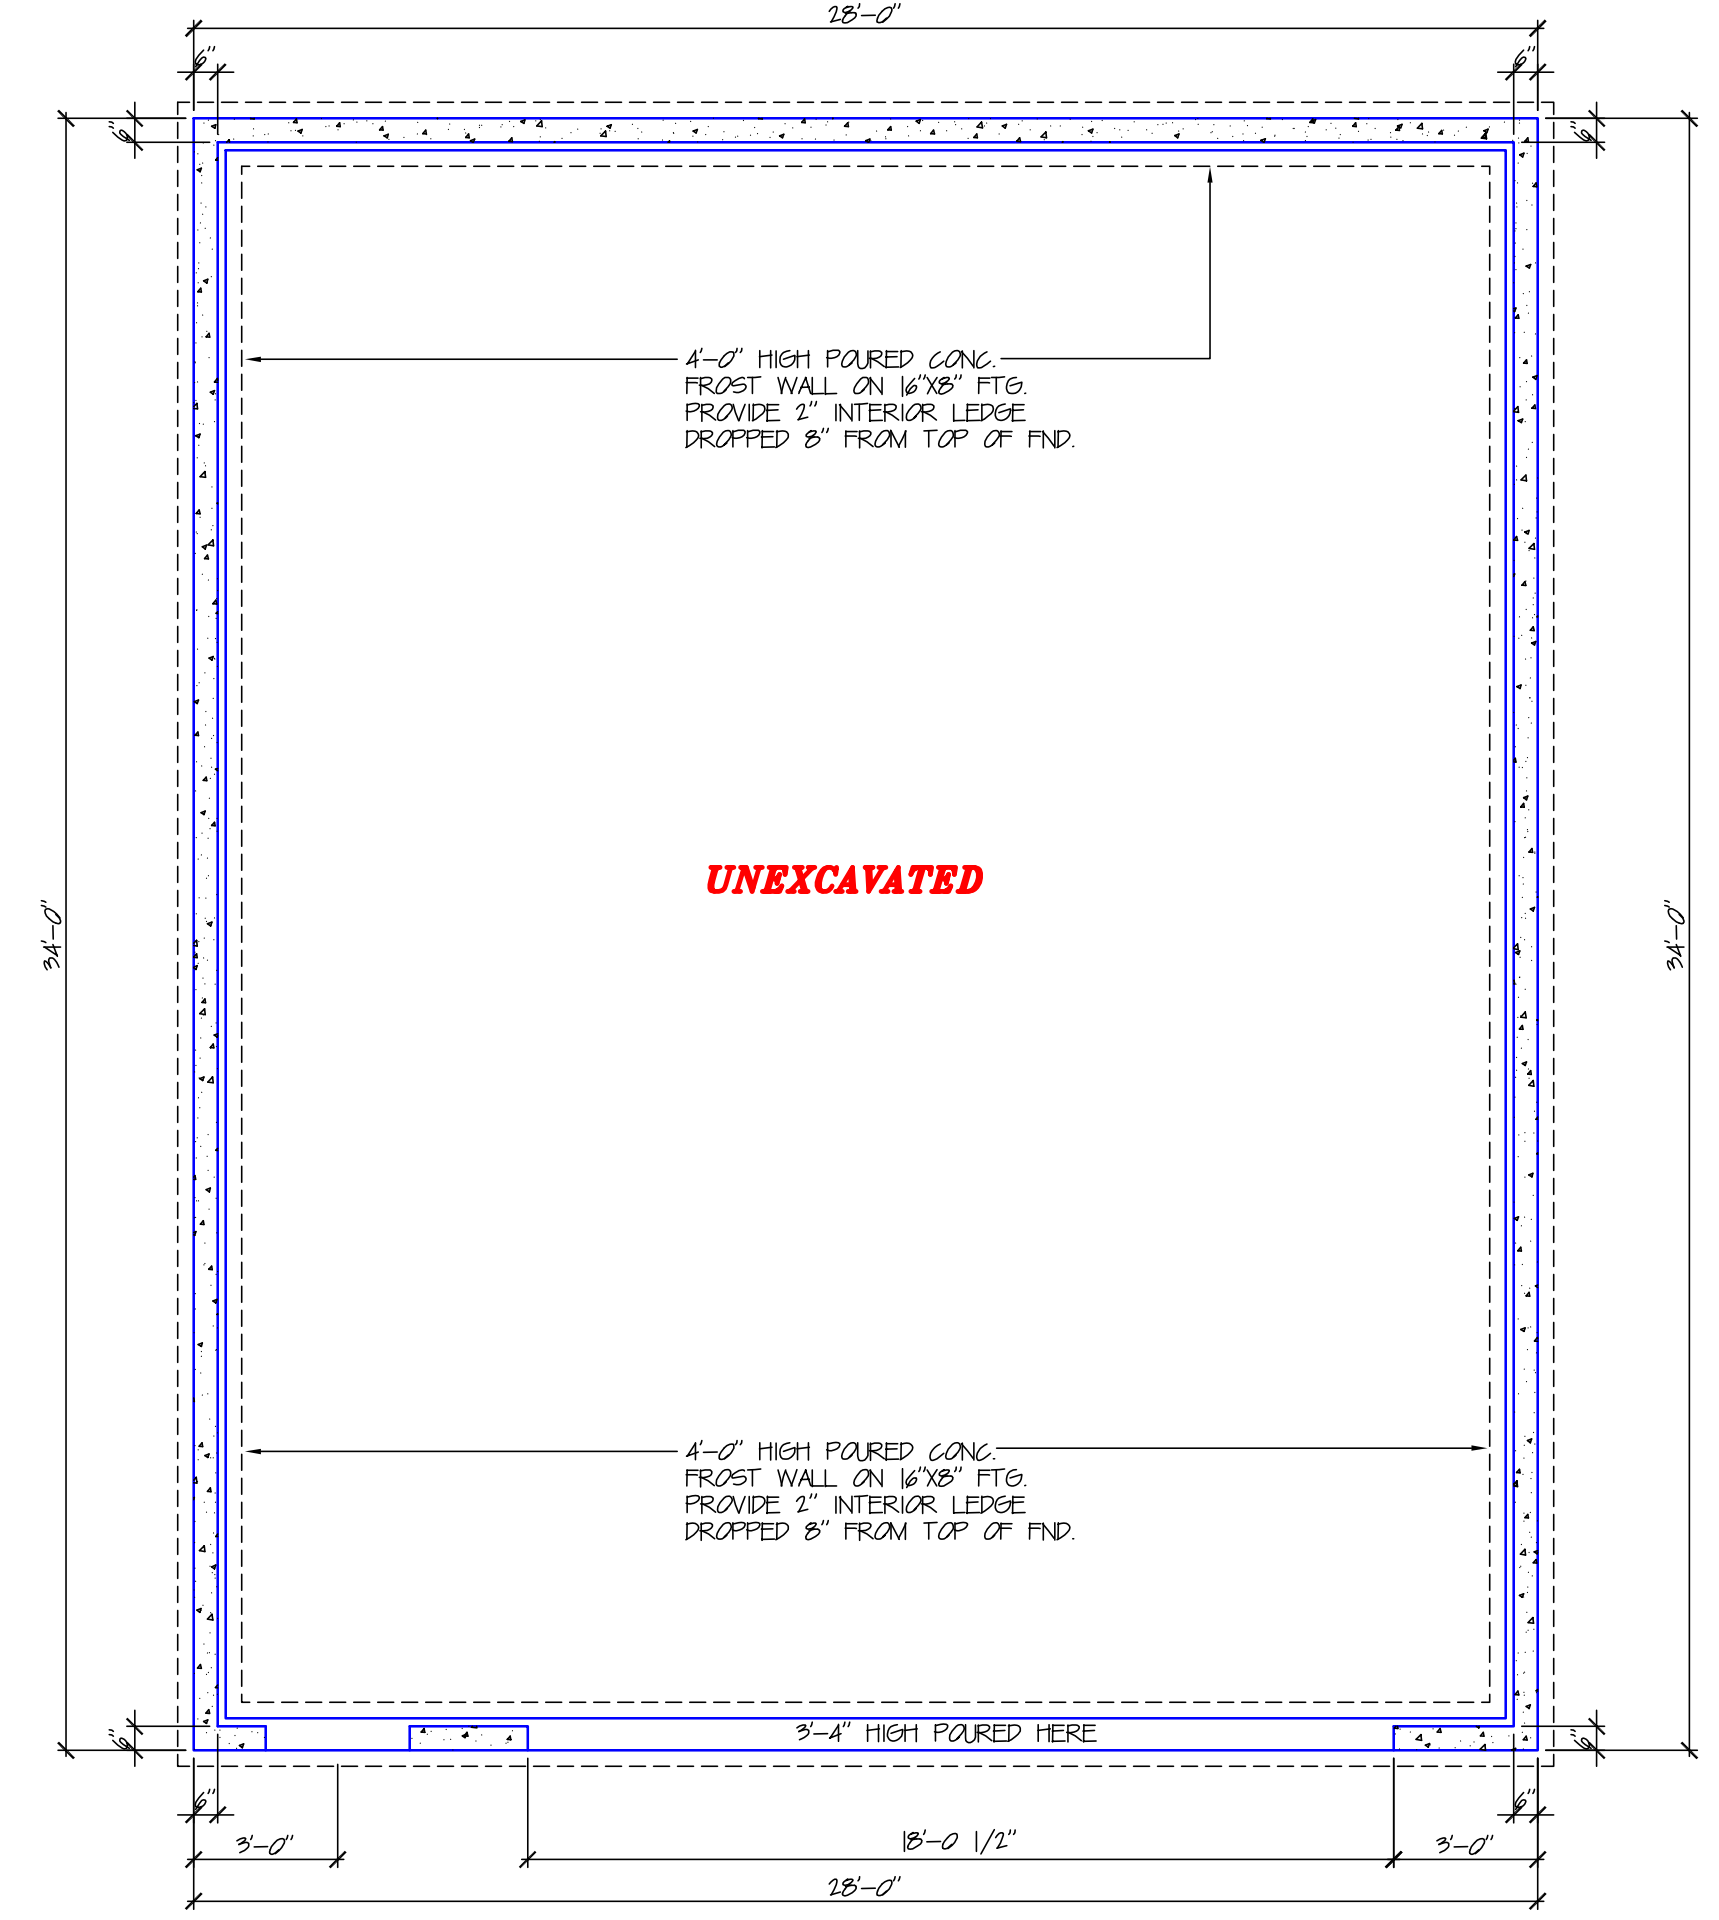 28'-0"
6"
6"
6"
6"
4'-0" HIGH POURED CONC.
FROST WALL ON 16"X8" FTG.
PROVIDE 2" INTERIOR LEDGE
DROPPED 8" FROM TOP OF FND.
UNEXCAVATED
34'-0"
34'-0"
4'-0" HIGH POURED CONC.
FROST WALL ON 16"X8" FTG.
PROVIDE 2" INTERIOR LEDGE
DROPPED 8" FROM TOP OF FND.
3'-4" HIGH POURED HERE
6"
6"
6"
6"
3'-0"
18'-0 1/2"
3'-0"
28'-0"